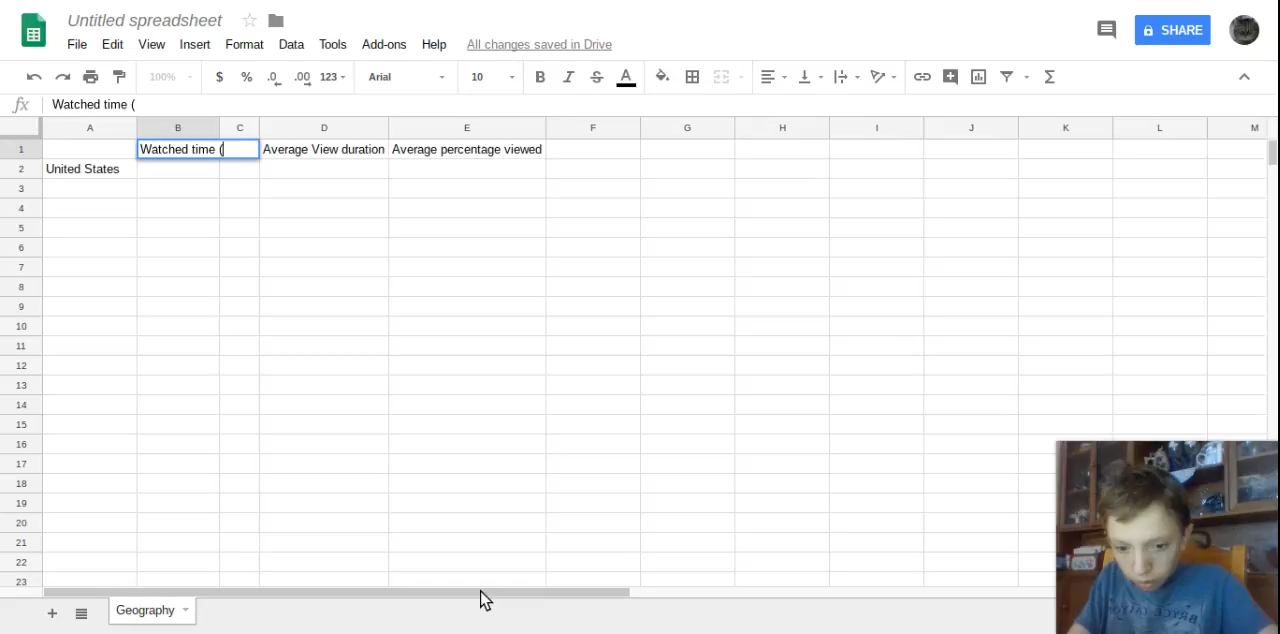 Untitled spreadsheet
File Edit View Insert Format Data Tools Add-ons Help All changes saved in Drive
SHARE
100% $ % .0 .00 123 Arial 10 B I S A Σ
fx Watched time (
A B C D E F G H I J K L M
1 Watched time ( Average View duration Average percentage viewed
2 United States
3
4
5
6
7
8
9
10
11
12
13
14
15
16
17
18
19
20
21
22
23
+ Geography